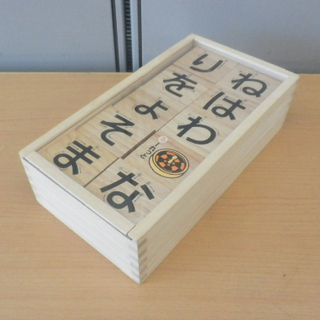 り ね
を は
よ わ
そ
ま な